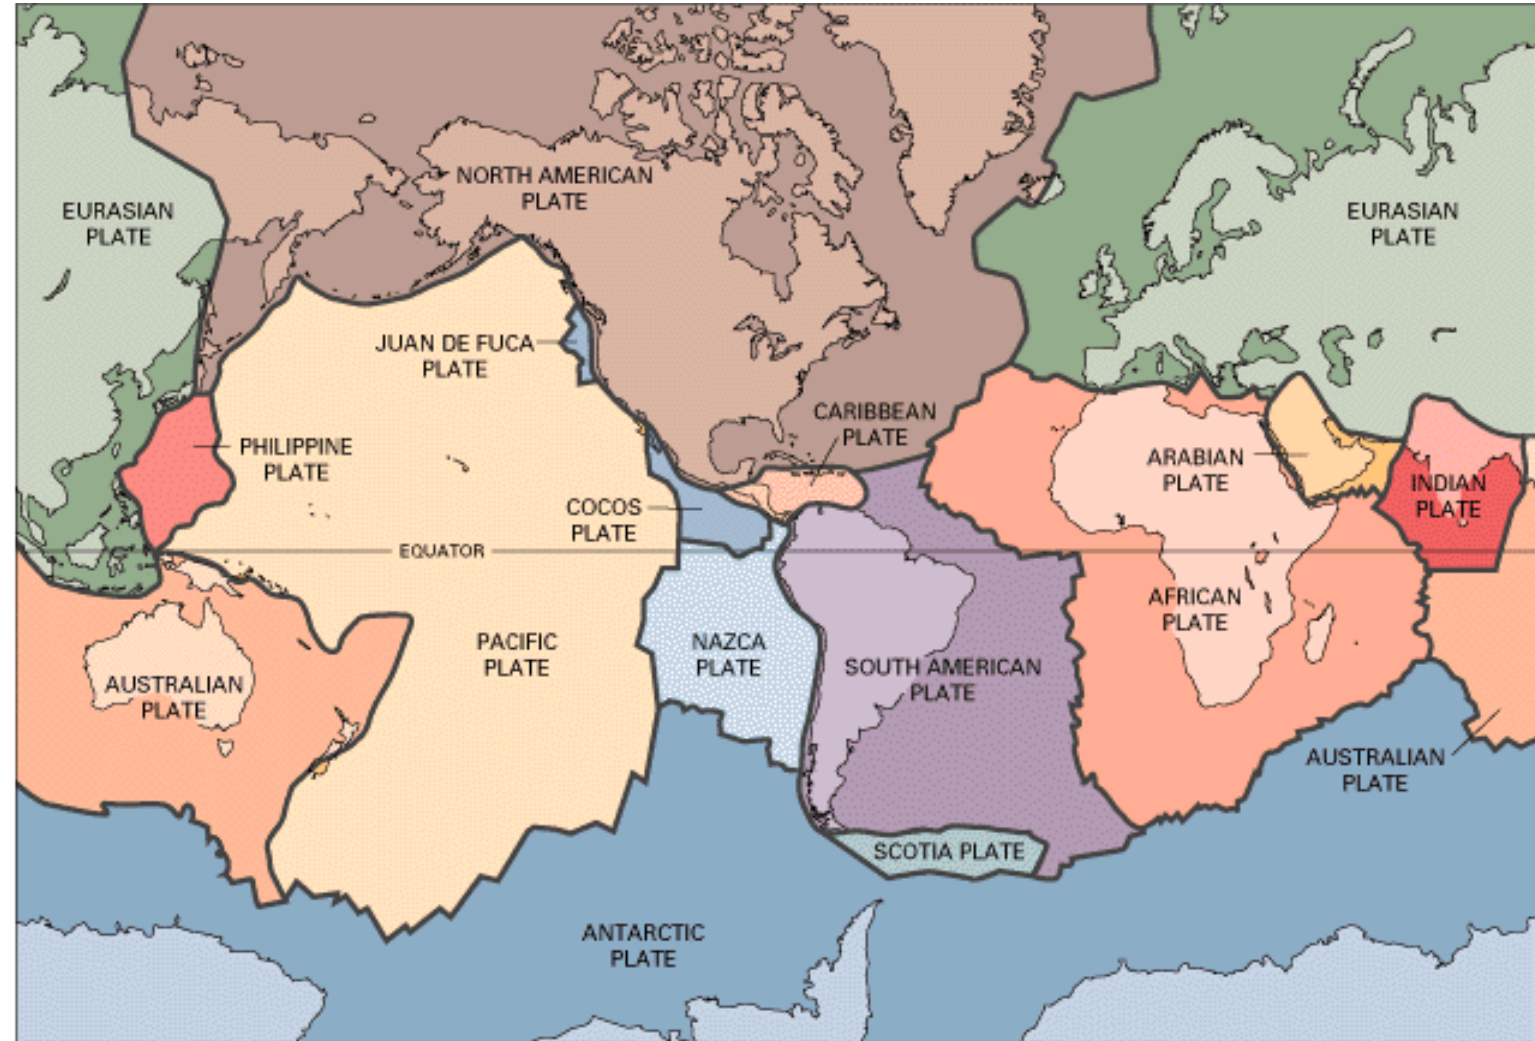 NORTH AMERICAN
PLATE
EURASIAN
PLATE
EURASIAN
PLATE
JUAN DE FUCA
PLATE
CARIBBEAN
PLATE
PHILIPPINE
PLATE
ARABIAN
PLATE
INDIAN
PLATE
COCOS
PLATE
EQUATOR
AFRICAN
PLATE
PACIFIC
PLATE
NAZCA
PLATE
SOUTH AMERICAN
PLATE
AUSTRALIAN
PLATE
AUSTRALIAN
PLATE
SCOTIA PLATE
ANTARCTIC
PLATE